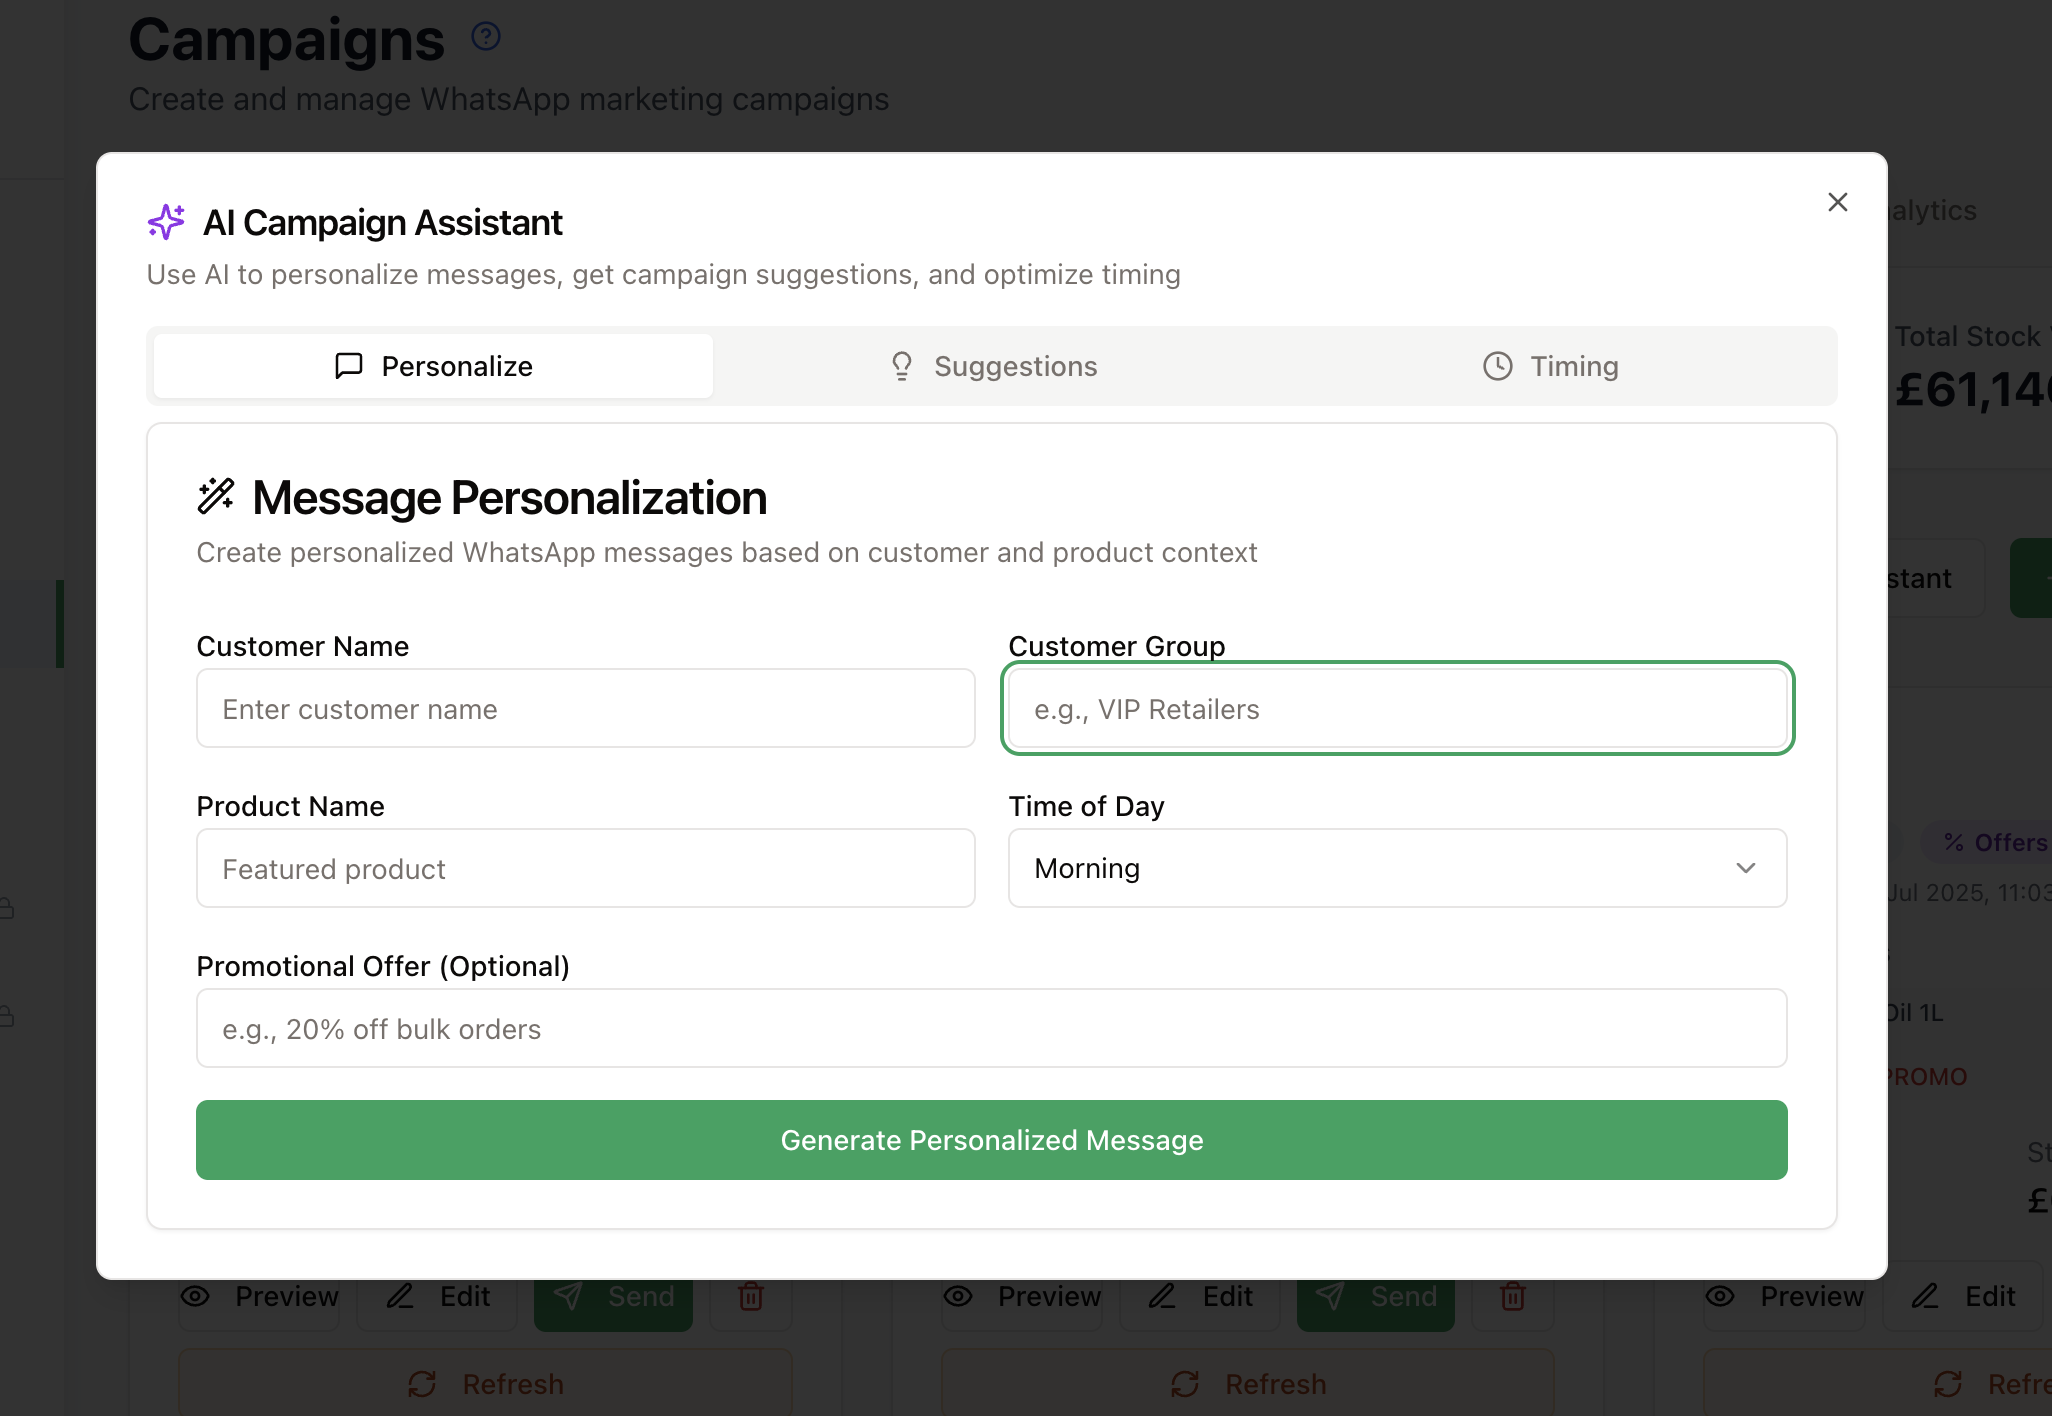 Campaigns
Create and manage WhatsApp marketing campaigns
AI Campaign Assistant
Use AI to personalize messages, get campaign suggestions, and optimize timing
Personalize
Suggestions
Timing
Message Personalization
Create personalized WhatsApp messages based on customer and product context
Customer Name
Customer Group
Enter customer name
e.g., VIP Retailers
Product Name
Time of Day
Featured product
Morning
Promotional Offer (Optional)
e.g., 20% off bulk orders
Generate Personalized Message
Total Stock
£61,14
% Offers
Jul 2025, 11:03
Oil 1L
PROMO
Preview Edit Send Preview Edit Send Preview Edit
Refresh Refresh